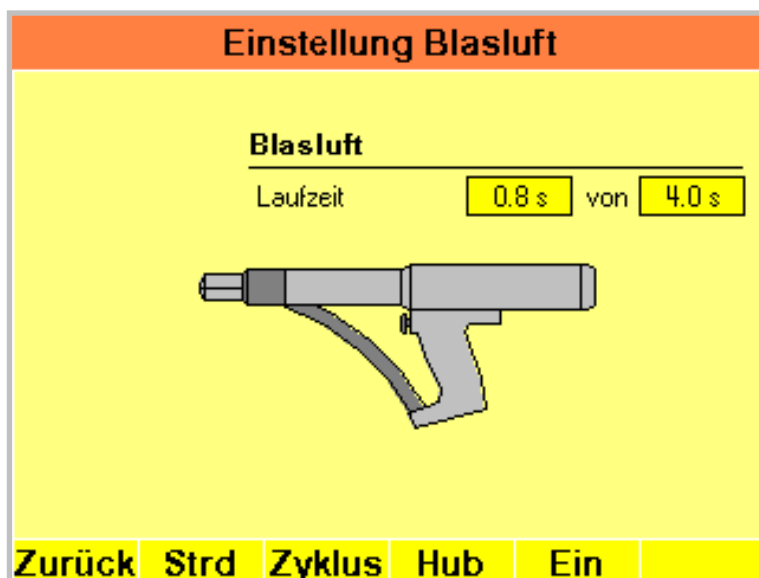 Einstellung Blasluft
Blasluft
Laufzeit 0.8 s von 4.0 s
Zurück Strd Zyklus Hub Ein